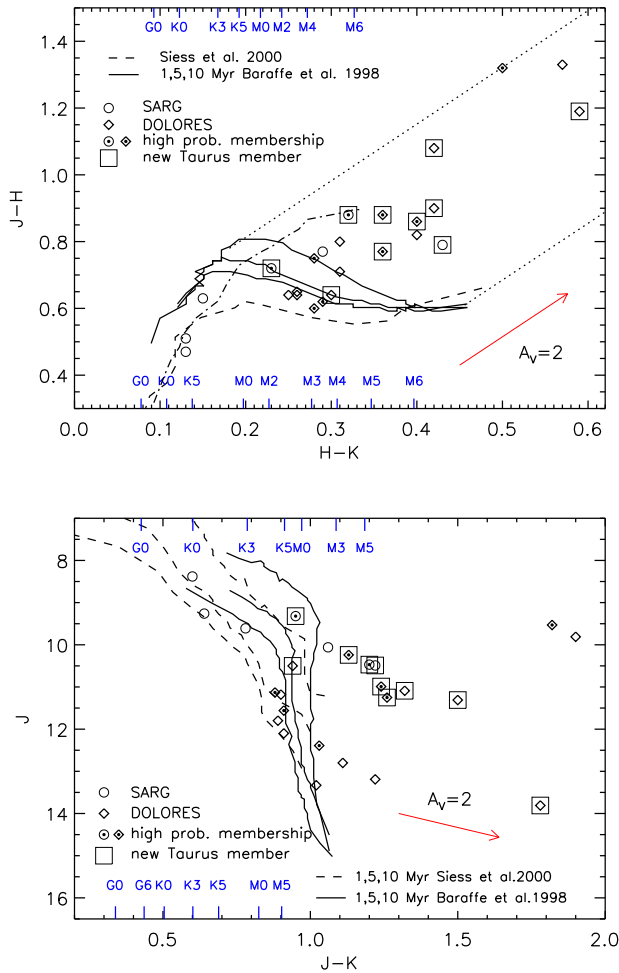 G0 K0 K3 K5 M0 M2 M4 M6
Siess et al. 2000
1,5,10 Myr Baraffe et al. 1998
SARG
DOLORES
high prob. membership
new Taurus member
1.4
1.2
1.0
0.8
0.6
0.4
J-H
A_v=2
G0 K0 K5 M0 M2 M3 M4 M5 M6
0.0 0.1 0.2 0.3 0.4 0.5 0.6
H-K
G0 K0 K3 K5 M0 M3 M5
8
10
12
14
16
J
SARG
DOLORES
high prob. membership
new Taurus member
A_v=2
1,5,10 Myr Siess et al.2000
1,5,10 Myr Baraffe et al.1998
G0 G6 K0 K3 K5 M0 M5
0.5 1.0 1.5 2.0
J-K